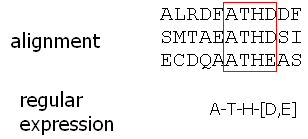 ALRDFATHDDF
alignment
SMTAEATHDSI
ECDQAATHEAS
regular
expression
A-T-H-[D,E]